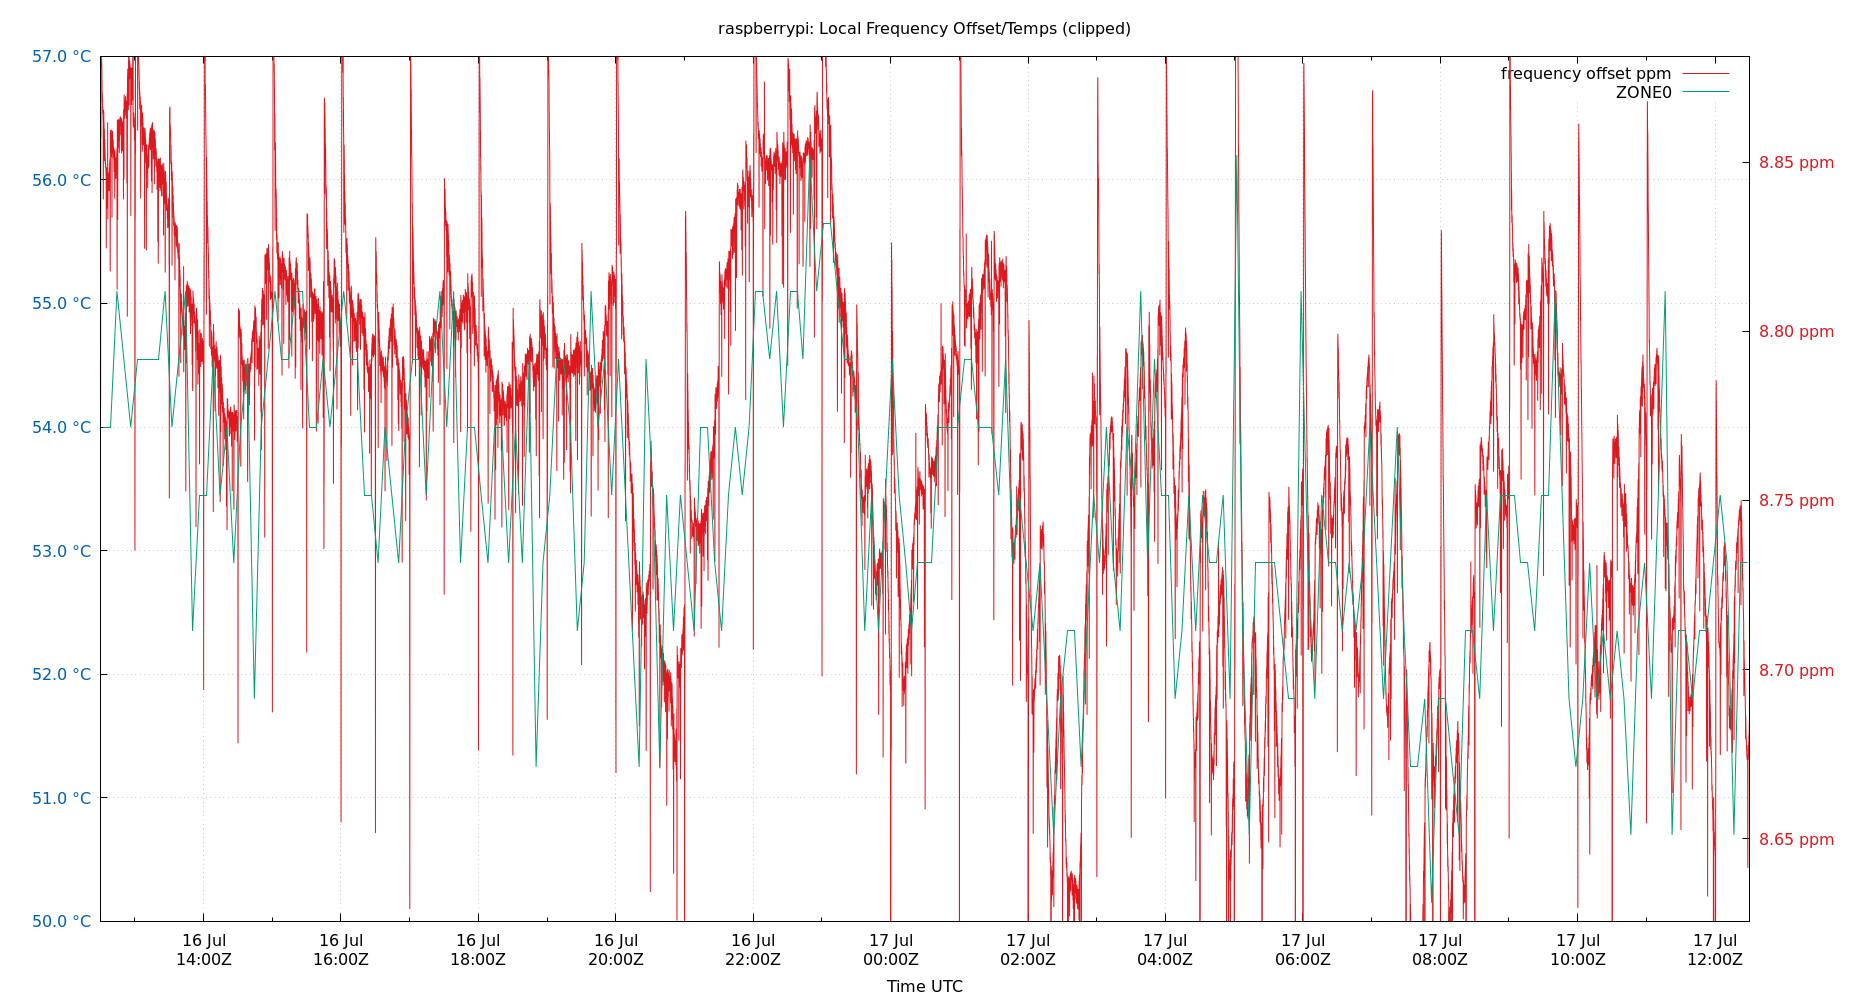 raspberrypi: Local Frequency Offset/Temps (clipped)
57.0 °C
56.0 °C
55.0 °C
54.0 °C
53.0 °C
52.0 °C
51.0 °C
50.0 °C
frequency offset ppm
ZONE0
8.85 ppm
8.80 ppm
8.75 ppm
8.70 ppm
8.65 ppm
16 Jul
14:00Z
16 Jul
16:00Z
16 Jul
18:00Z
16 Jul
20:00Z
16 Jul
22:00Z
17 Jul
00:00Z
17 Jul
02:00Z
17 Jul
04:00Z
17 Jul
06:00Z
17 Jul
08:00Z
17 Jul
10:00Z
17 Jul
12:00Z
Time UTC